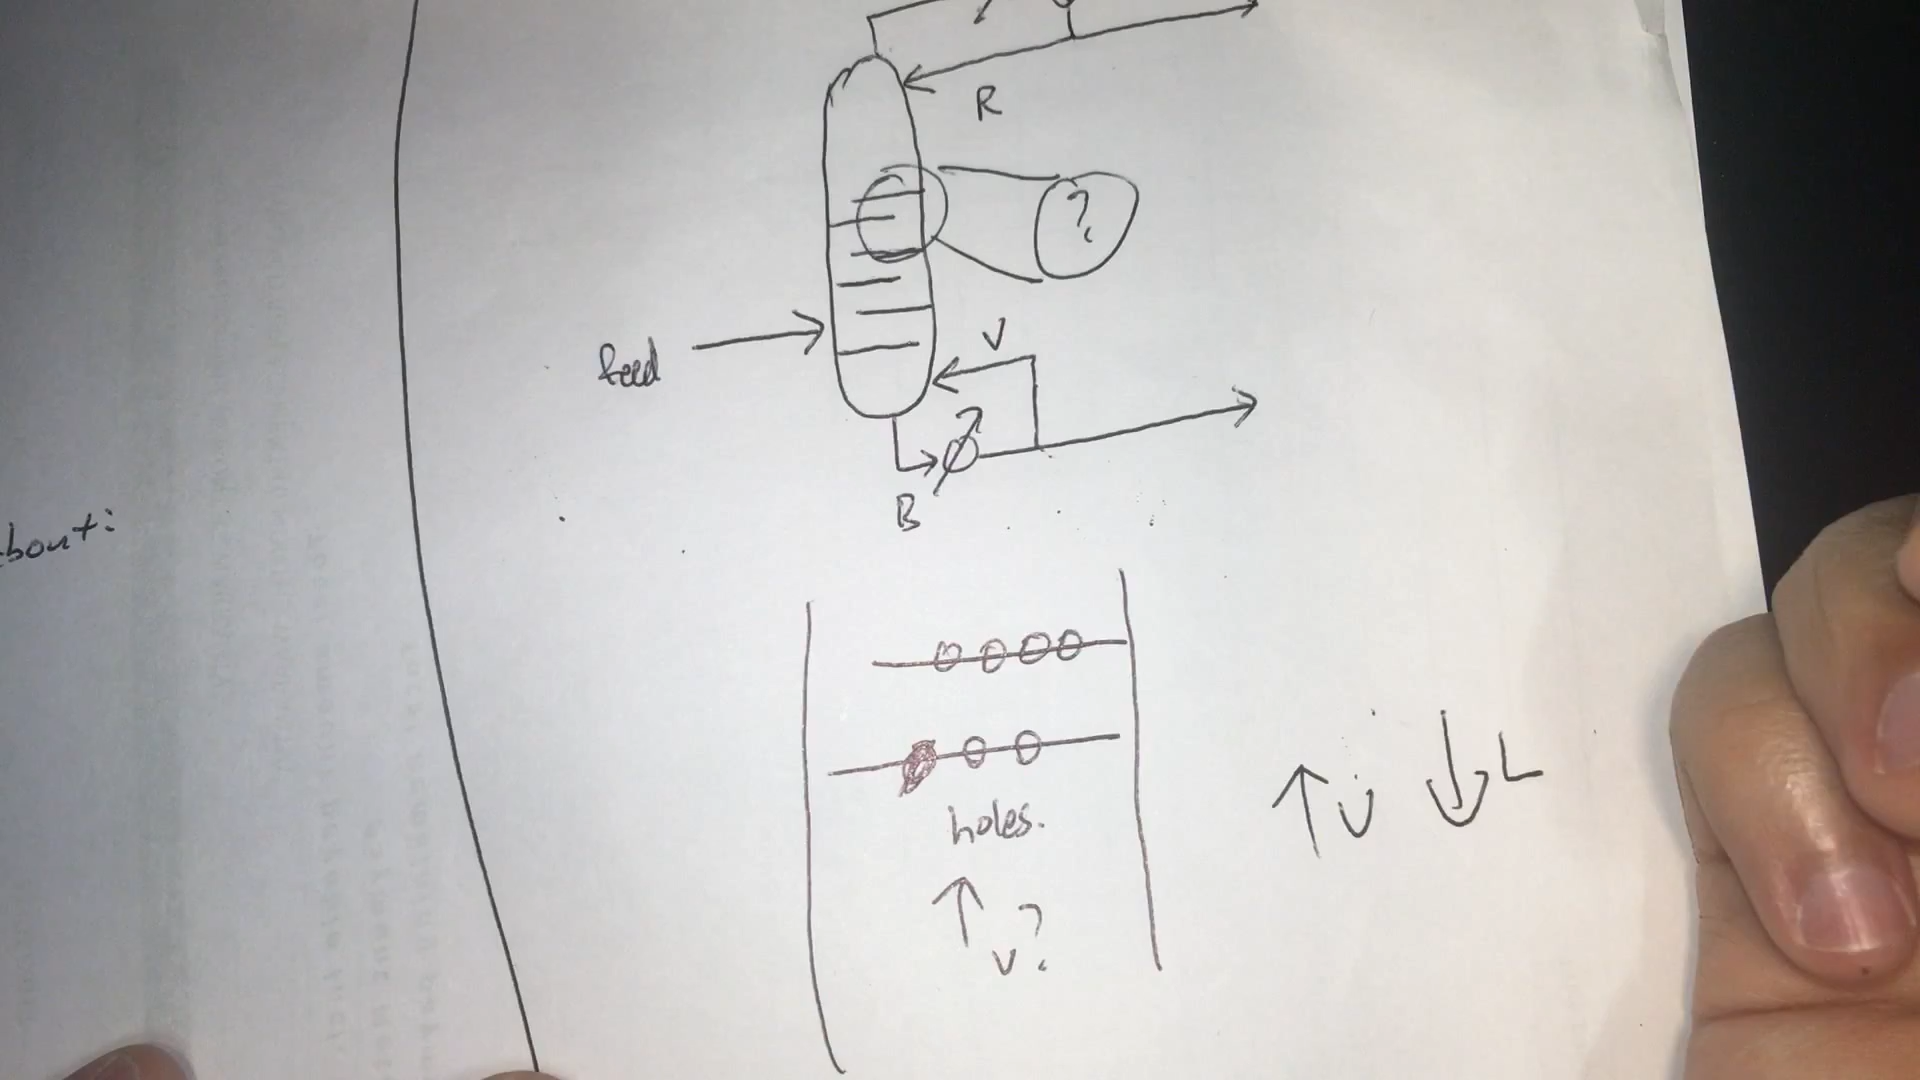 R
?
V
feed
B
bout:
holes.
↑ V ↓ L
↑ V?